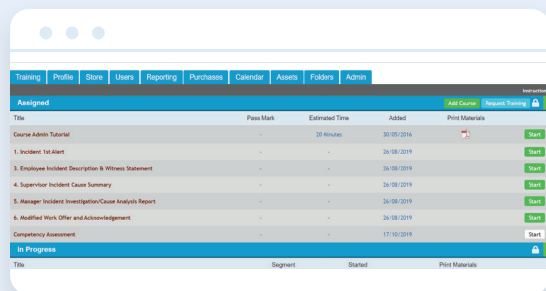 Training Profile Store Users Reporting Purchases Calendar Assets Folders Admin
Instruction
Assigned Add Course Request Training
Title Pass Mark Estimated Time Added Print Materials
Course Admin Tutorial - 20 Minutes 30/05/2016 Start
1. Incident 1st Alert - - 26/08/2019 Start
3. Employee Incident Description & Witness Statement - - 26/08/2019 Start
4. Supervisor Incident Cause Summary - - 26/08/2019 Start
5. Manager Incident Investigation/Cause Analysis Report - - 26/08/2019 Start
6. Modified Work Offer and Acknowledgement - - 26/08/2019 Start
Competency Assessment - - 17/10/2019 Start
In Progress
Title Segment Started Print Materials